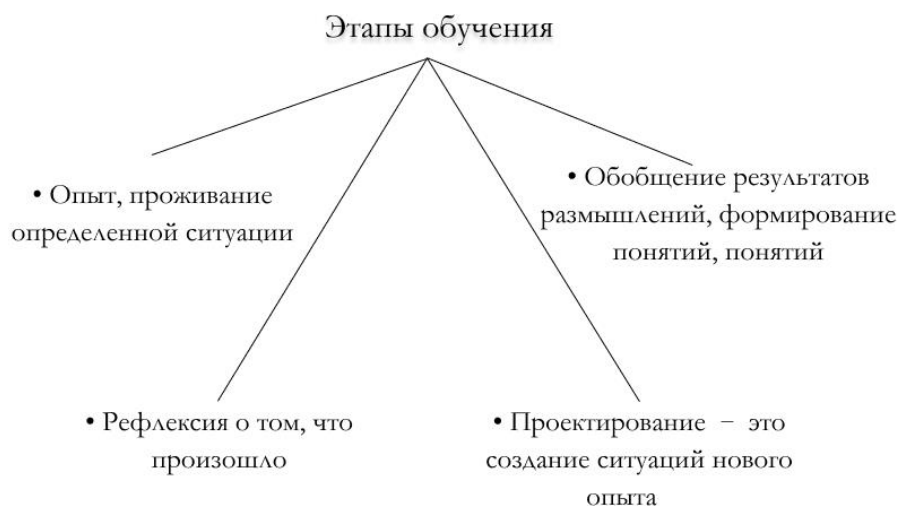 Этапы обучения
• Опыт, проживание
определенной ситуации
• Обобщение результатов
размышлений, формирование
понятий, понятий
• Рефлексия о том, что
произошло
• Проектирование – это
создание ситуаций нового
опыта